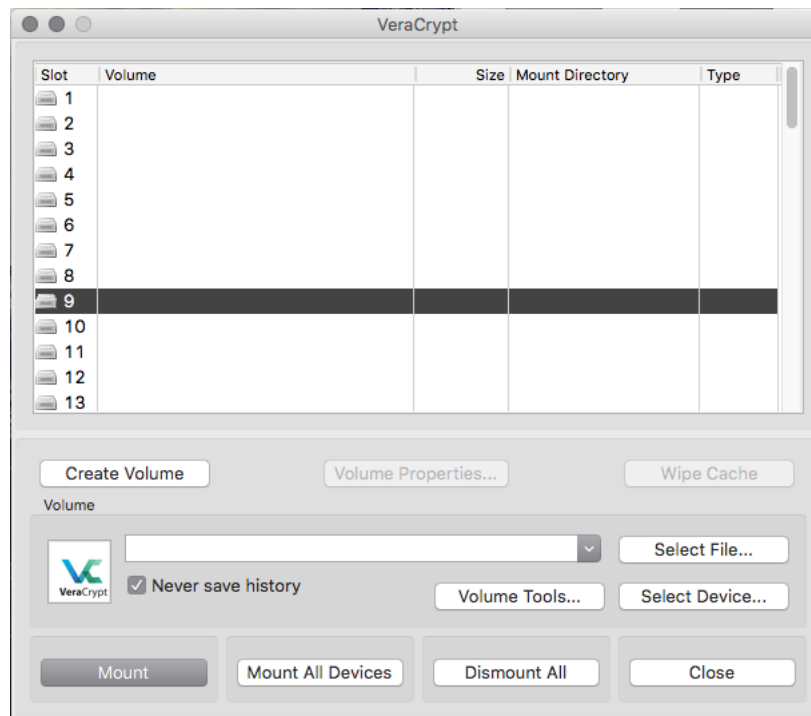 VeraCrypt
Slot Volume Size Mount Directory Type
1
2
3
4
5
6
7
8
9
10
11
12
13
Create Volume Volume Properties... Wipe Cache
Volume
Select File...
VC
VeraCrypt
Never save history
Volume Tools... Select Device...
Mount Mount All Devices Dismount All Close